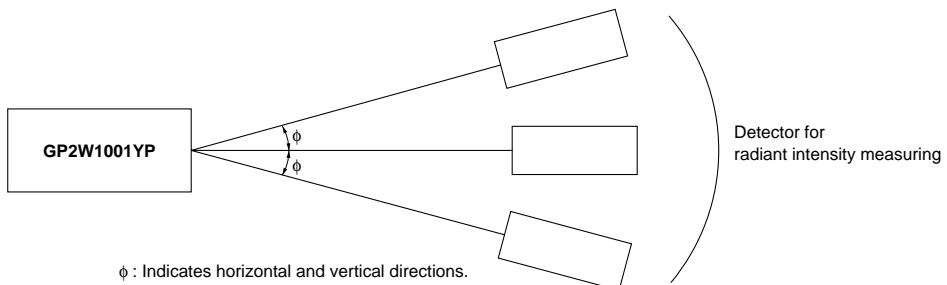 GP2W1001YP
ϕ
ϕ
Detector for
radiant intensity measuring
ϕ : Indicates horizontal and vertical directions.